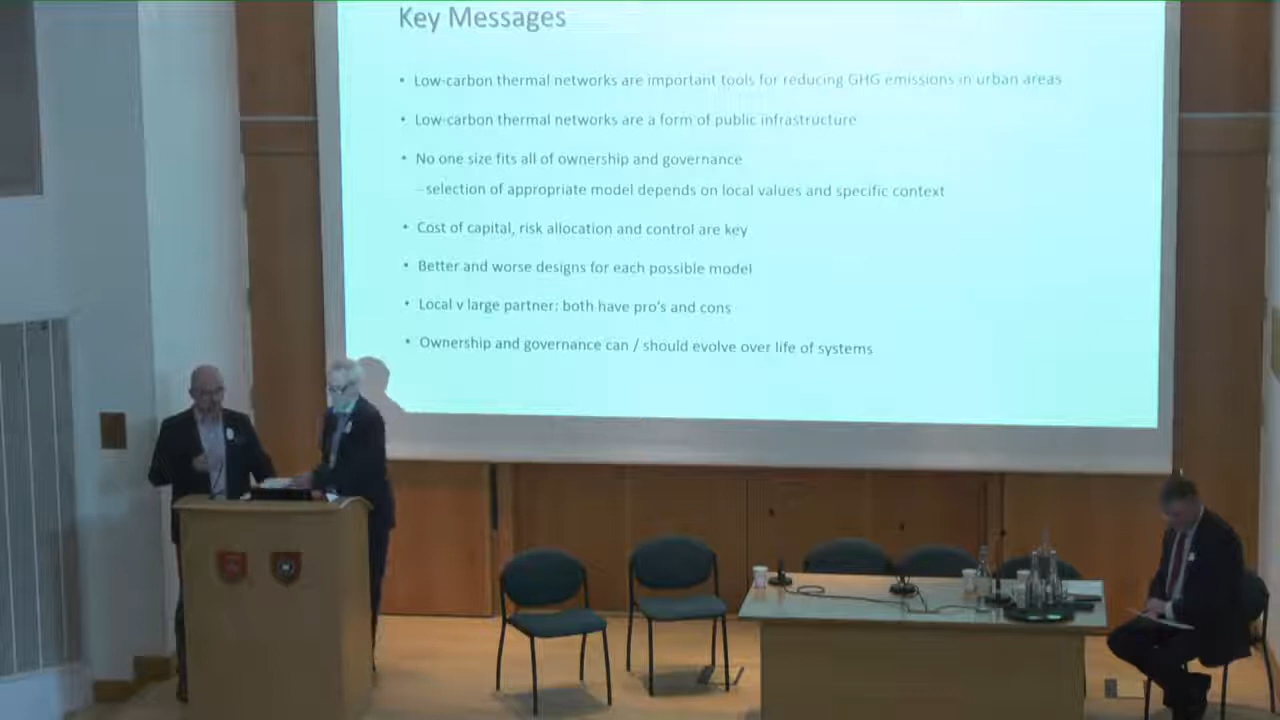 Key Messages
• Low-carbon thermal networks are important tools for reducing GHG emissions in urban areas
• Low-carbon thermal networks are a form of public infrastructure
• No one size fits all of ownership and governance
–selection of appropriate model depends on local values and specific context
• Cost of capital, risk allocation and control are key
• Better and worse designs for each possible model
• Local v large partner: both have pro's and cons
• Ownership and governance can / should evolve over life of systems